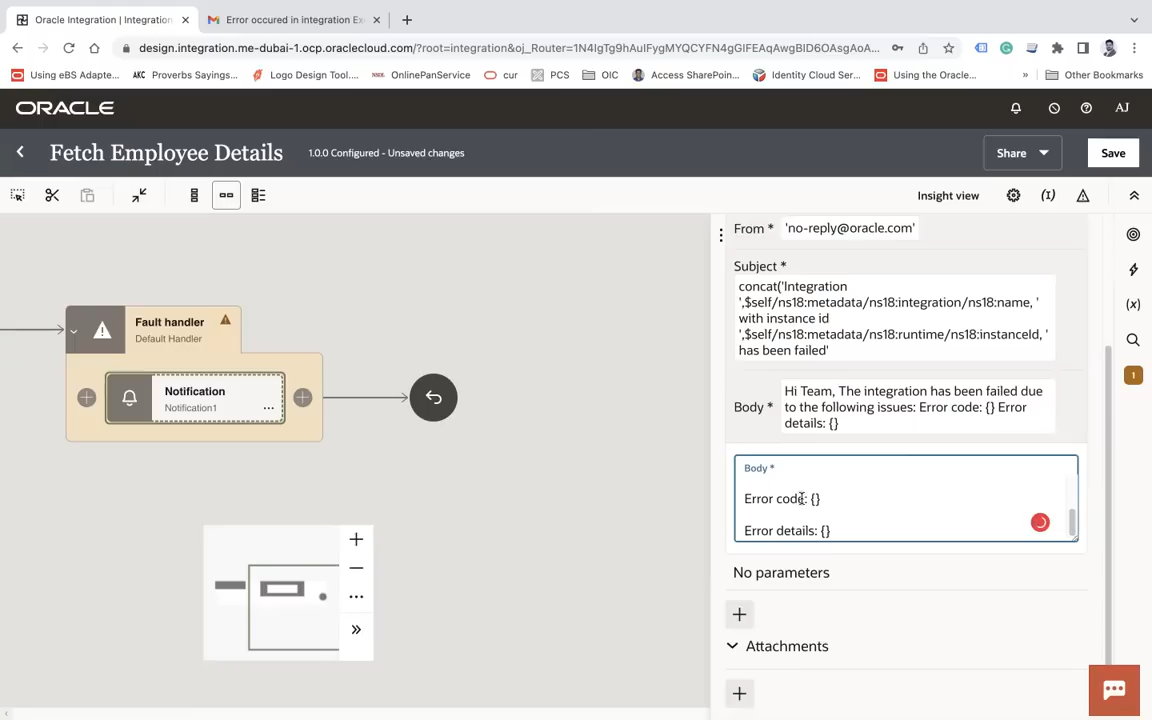 Oracle Integration | Integration
Error occured in integration Ex
design.integration.me-dubai-1.ocp.oraclecloud.com/?root=integration&oj_Router=1N4IgTg9hAuIFygMYQCYFN4gGIFEAqAwgBID6OAsgAoA...
Using eBS Adapte...
AKC Proverbs Sayings...
Logo Design Tool....
OnlinePanService
cur
PCS
OIC
Access SharePoin...
Identity Cloud Ser...
Using the Oracle...
»
Other Bookmarks
ORACLE
AJ
Fetch Employee Details
1.0.0 Configured - Unsaved changes
Share
Save
Insight view
From *
'no-reply@oracle.com'
Subject *
concat('Integration
',$self/ns18:metadata/ns18:integration/ns18:name, '
with instance id
',$self/ns18:metadata/ns18:runtime/ns18:instanceId, '
has been failed'
Fault handler
Default Handler
Notification
Notification1
...
Body *
Hi Team, The integration has been failed due
to the following issues: Error code: {} Error
details: {}
Body *
Error code: {}
Error details: {}
No parameters
Attachments
1